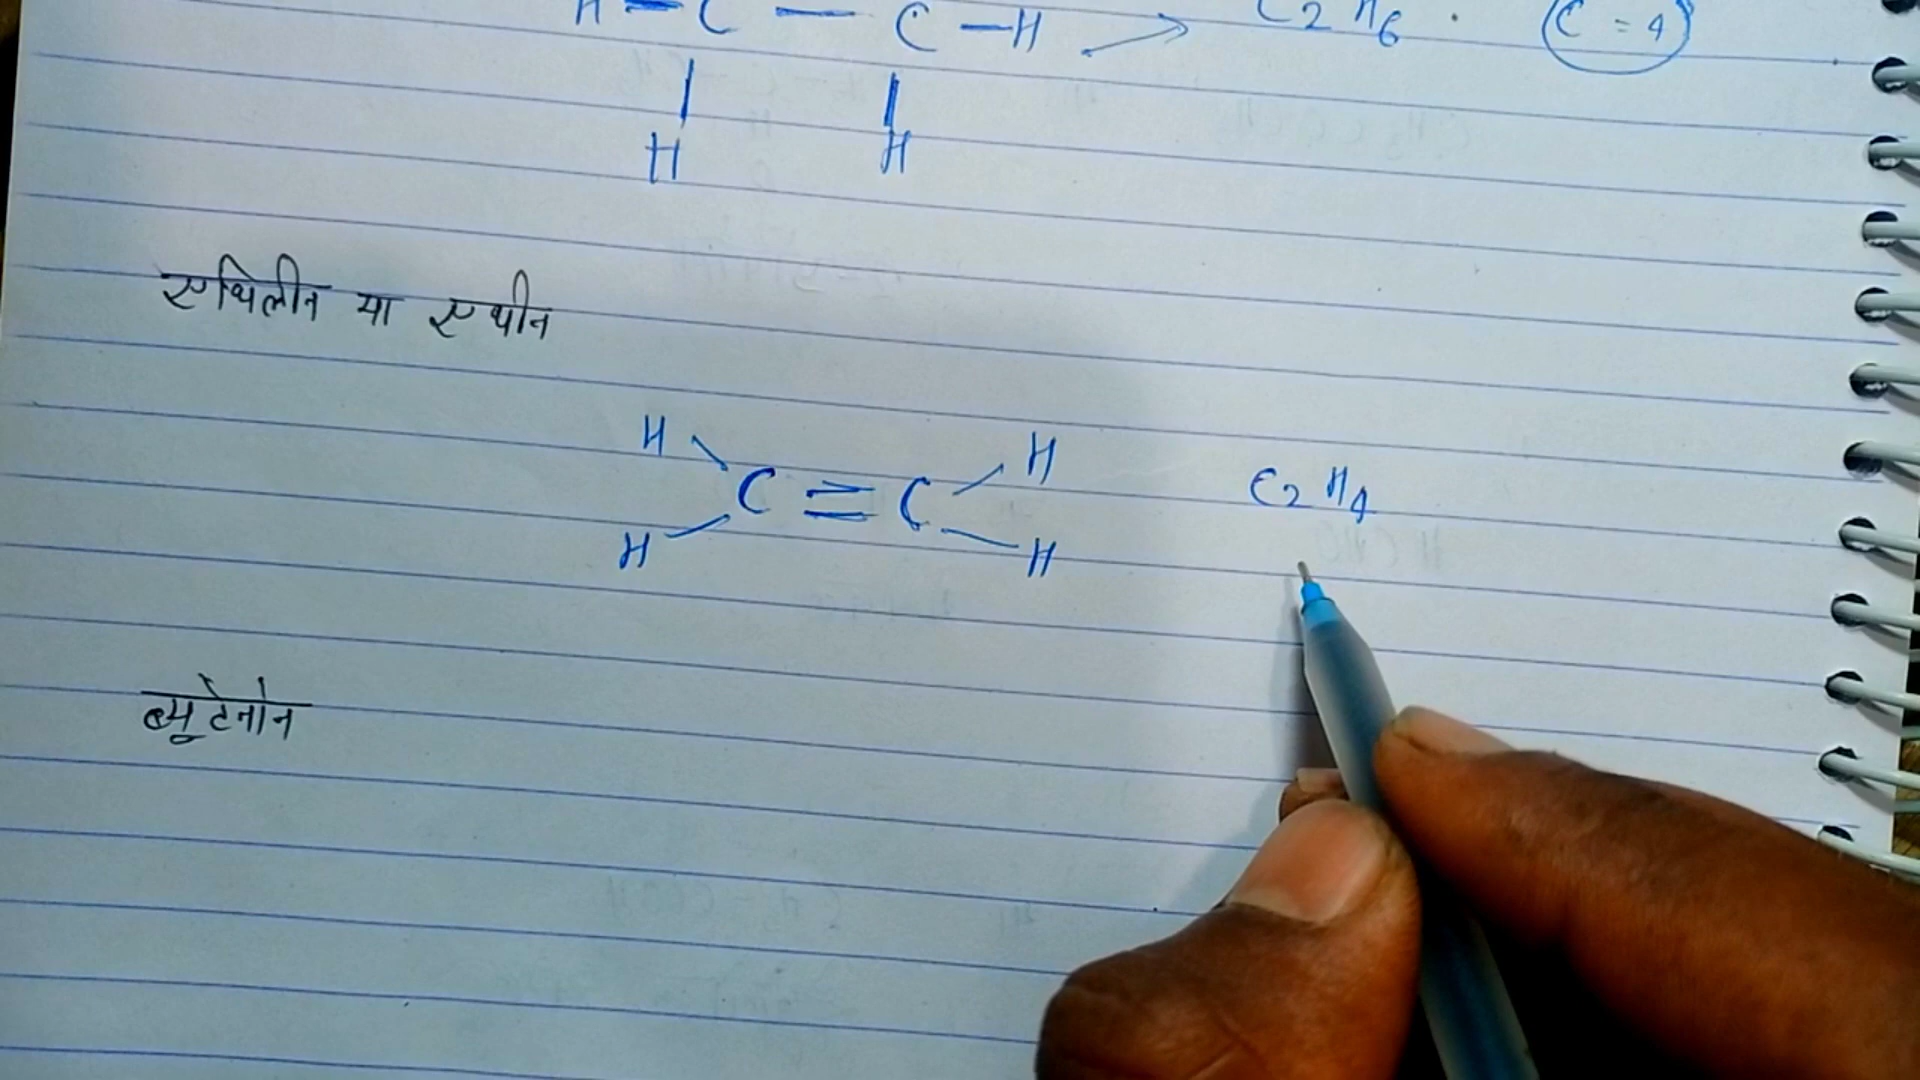 H — C — C — H → C2H6 . C = 4
H H
एथिलीन या एथीन
H H
C = C C2H4
H H
ब्यूटेनोन